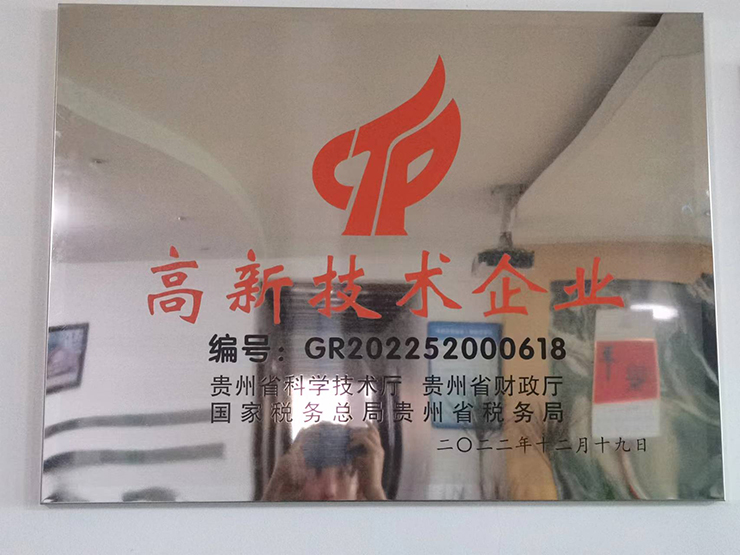 高新技术企业
编号：GR202252000618
贵州省科学技术厅 贵州省财政厅
国家税务总局贵州省税务局
二〇二二年十二月十九日